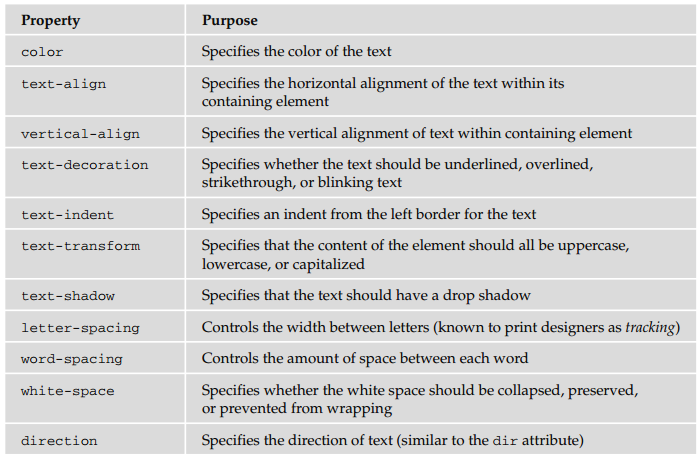 Property Purpose
color Specifies the color of the text
text-align Specifies the horizontal alignment of the text within its
containing element
vertical-align Specifies the vertical alignment of text within containing element
text-decoration Specifies whether the text should be underlined, overlined,
strikethrough, or blinking text
text-indent Specifies an indent from the left border for the text
text-transform Specifies that the content of the element should all be uppercase,
lowercase, or capitalized
text-shadow Specifies that the text should have a drop shadow
letter-spacing Controls the width between letters (known to print designers as tracking)
word-spacing Controls the amount of space between each word
white-space Specifies whether the white space should be collapsed, preserved,
or prevented from wrapping
direction Specifies the direction of text (similar to the dir attribute)